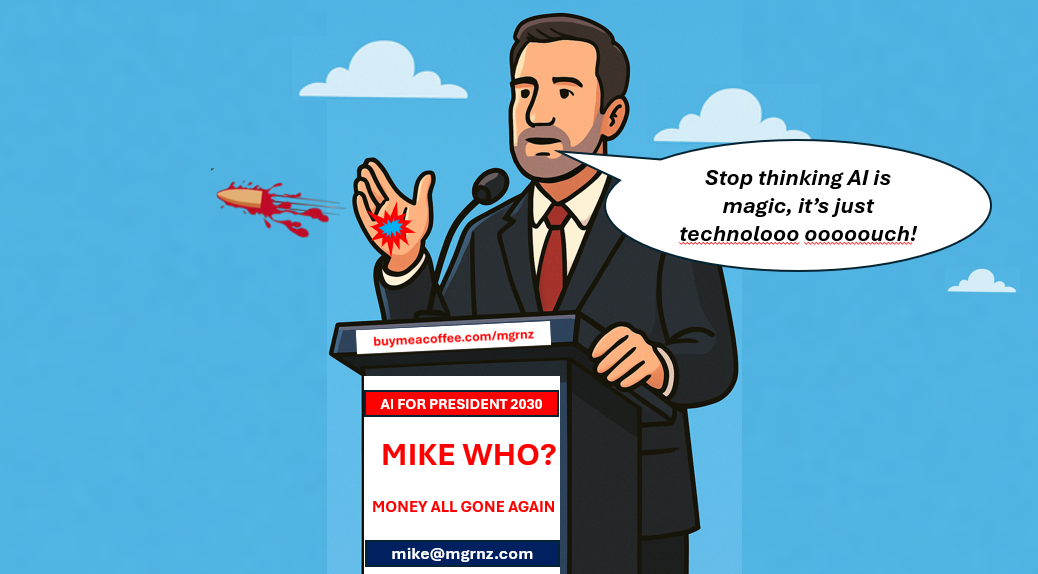 Stop thinking AI is
magic, it’s just
technolooo ooooouch!
buymeacoffee.com/mgrnz
AI FOR PRESIDENT 2030
MIKE WHO?
MONEY ALL GONE AGAIN
mike@mgrnz.com